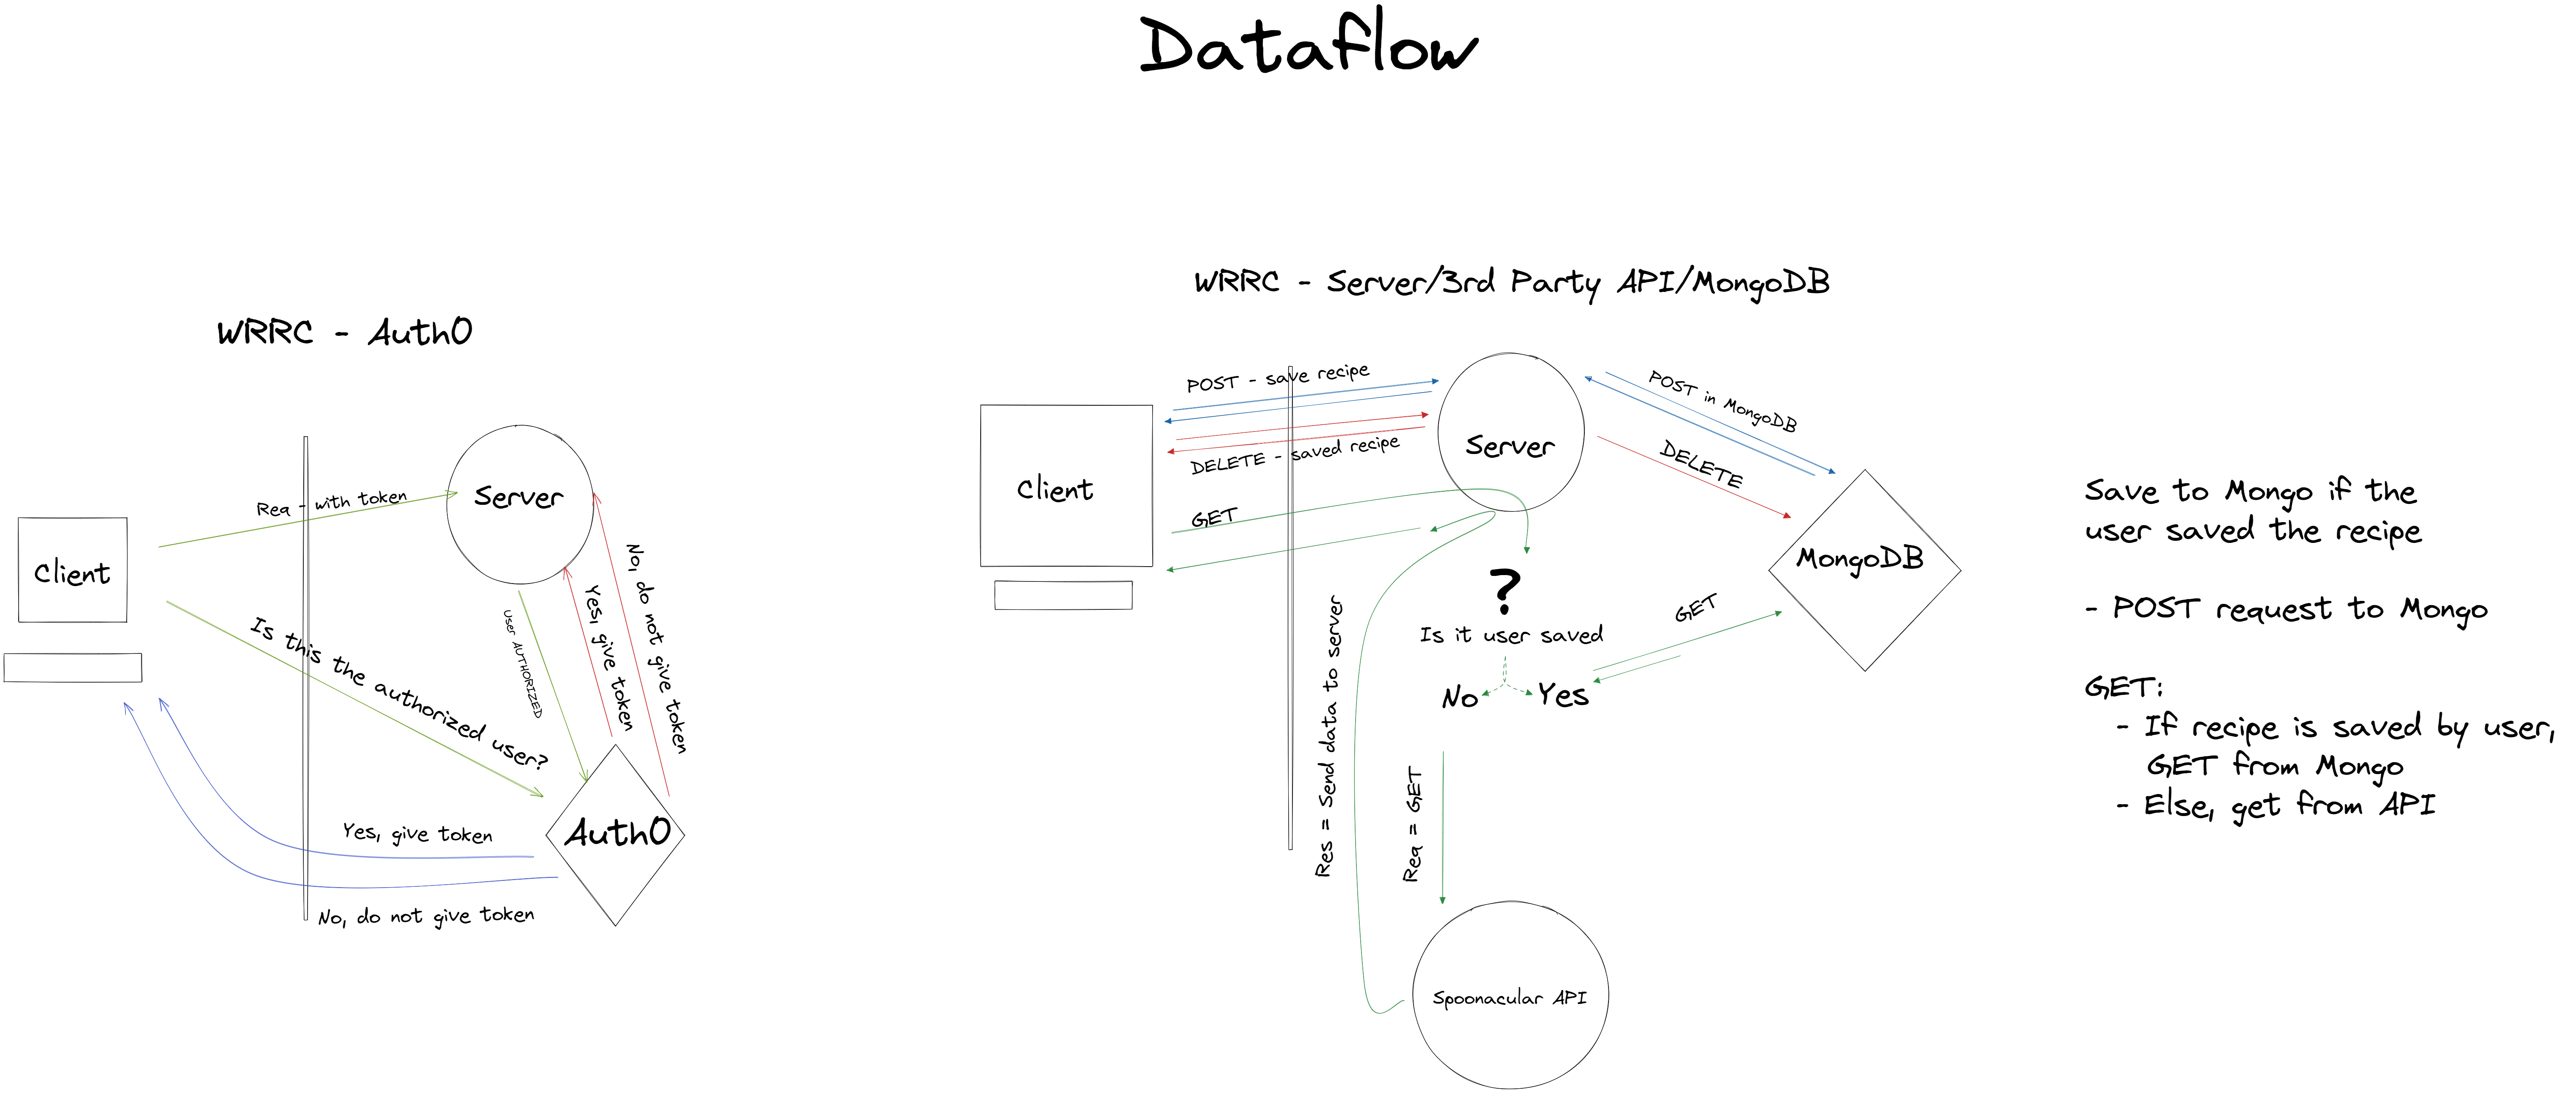 Dataflow
WRRC - Auth0
Client
Req - with token
Server
Is this the authorized user?
User AUTHORIZED
Yes, give token
No, do not give token
Auth0
Yes, give token
No, do not give token
WRRC - Server/3rd Party API/MongoDB
Client
POST - save recipe
DELETE - saved recipe
GET
Server
POST in MongoDB
DELETE
MongoDB
?
Is it user saved
No
Yes
GET
Res = Send data to server
Req = GET
Spoonacular API
Save to Mongo if the
user saved the recipe
- POST request to Mongo
GET:
- If recipe is saved by user,
GET from Mongo
- Else, get from API